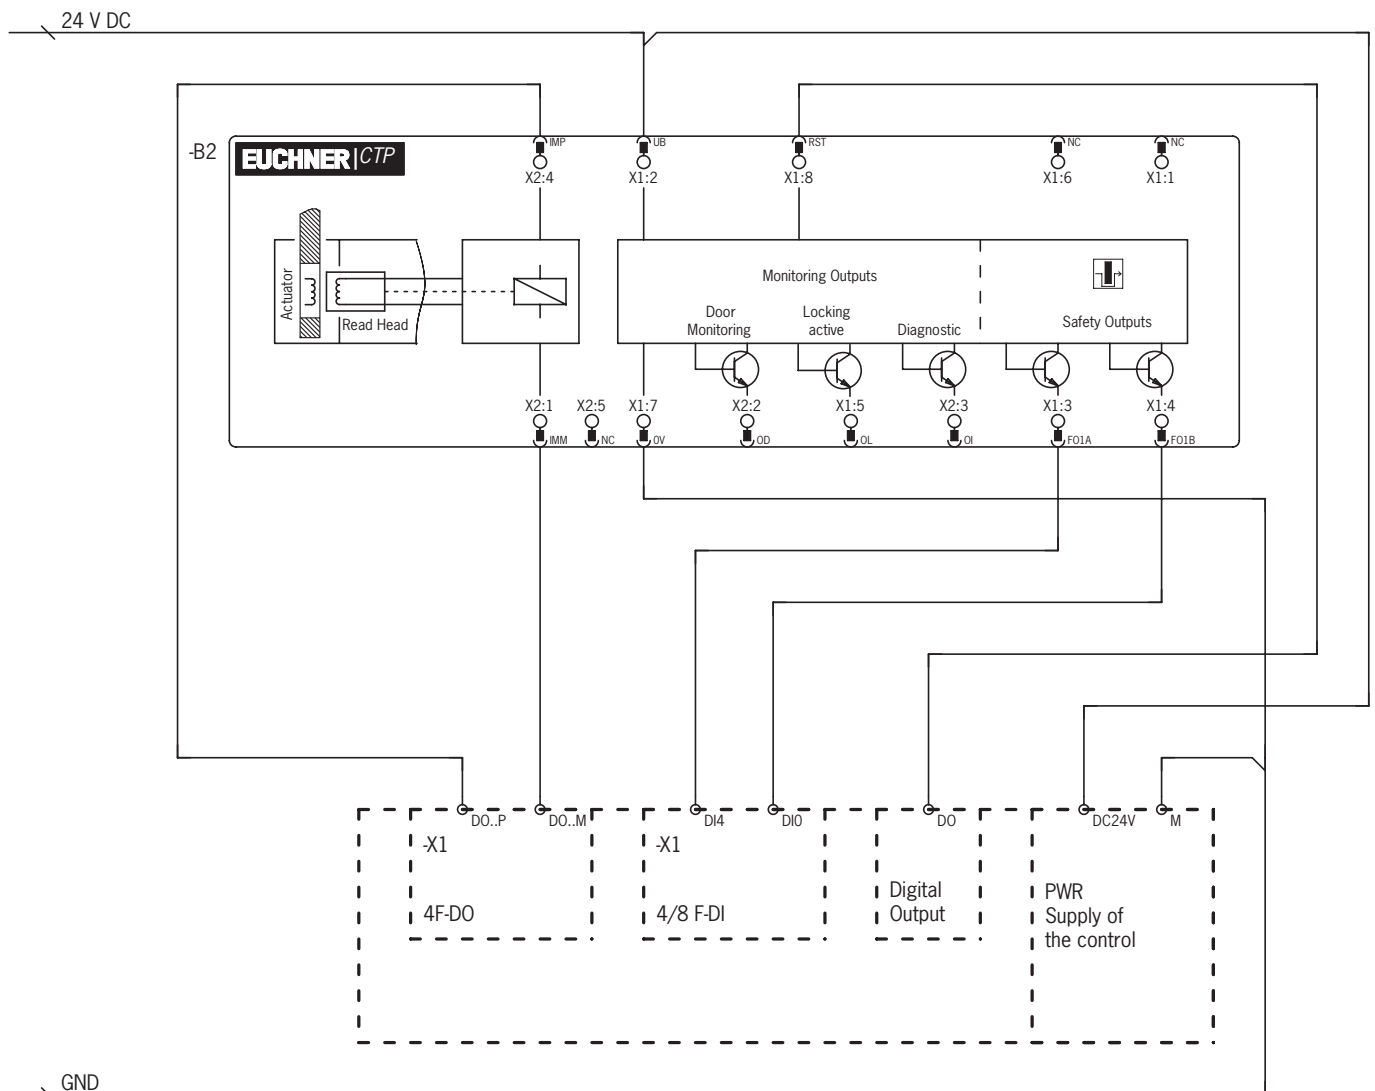 24 V DC
-B2
EUCHNER CTP
IMP
UB
RST
NC
NC
X2:4
X1:2
X1:8
X1:6
X1:1
Actuator
Read Head
Monitoring Outputs
Door
Monitoring
Locking
active
Diagnostic
Safety Outputs
X2:1
X2:5
X1:7
X2:2
X1:5
X2:3
X1:3
X1:4
IMM
NC
0V
OD
OL
OI
FO1A
FO1B
DO..P
DO..M
DI4
DI0
DO
DC24V
M
-X1
4F-DO
-X1
4/8 F-DI
Digital
Output
PWR
Supply of
the control
GND